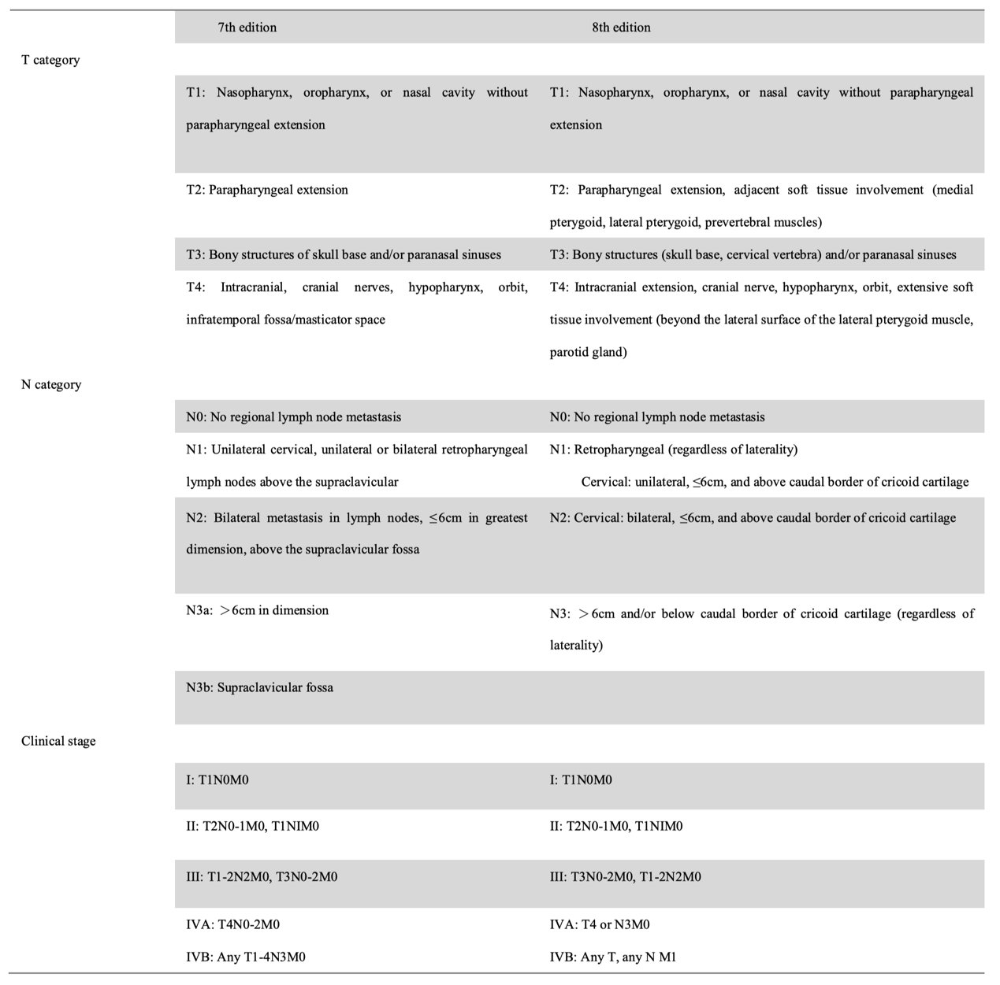 7th edition 8th edition
T category
T1: Nasopharynx, oropharynx, or nasal cavity without
parapharyngeal extension
T1: Nasopharynx, oropharynx, or nasal cavity without parapharyngeal
extension
T2: Parapharyngeal extension
T2: Parapharyngeal extension, adjacent soft tissue involvement (medial
pterygoid, lateral pterygoid, prevertebral muscles)
T3: Bony structures of skull base and/or paranasal sinuses
T3: Bony structures (skull base, cervical vertebra) and/or paranasal sinuses
T4: Intracranial, cranial nerves, hypopharynx, orbit,
infratemporal fossa/masticator space
T4: Intracranial extension, cranial nerve, hypopharynx, orbit, extensive soft
tissue involvement (beyond the lateral surface of the lateral pterygoid muscle,
parotid gland)
N category
N0: No regional lymph node metastasis
N0: No regional lymph node metastasis
N1: Unilateral cervical, unilateral or bilateral retropharyngeal
lymph nodes above the supraclavicular
N1: Retropharyngeal (regardless of laterality)
Cervical: unilateral, ≤6cm, and above caudal border of cricoid cartilage
N2: Bilateral metastasis in lymph nodes, ≤6cm in greatest
dimension, above the supraclavicular fossa
N2: Cervical: bilateral, ≤6cm, and above caudal border of cricoid cartilage
N3a: >6cm in dimension
N3: >6cm and/or below caudal border of cricoid cartilage (regardless of
laterality)
N3b: Supraclavicular fossa
Clinical stage
I: T1N0M0
I: T1N0M0
II: T2N0-1M0, T1NIM0
II: T2N0-1M0, T1NIM0
III: T1-2N2M0, T3N0-2M0
III: T3N0-2M0, T1-2N2M0
IVA: T4N0-2M0
IVA: T4 or N3M0
IVB: Any T1-4N3M0
IVB: Any T, any N M1